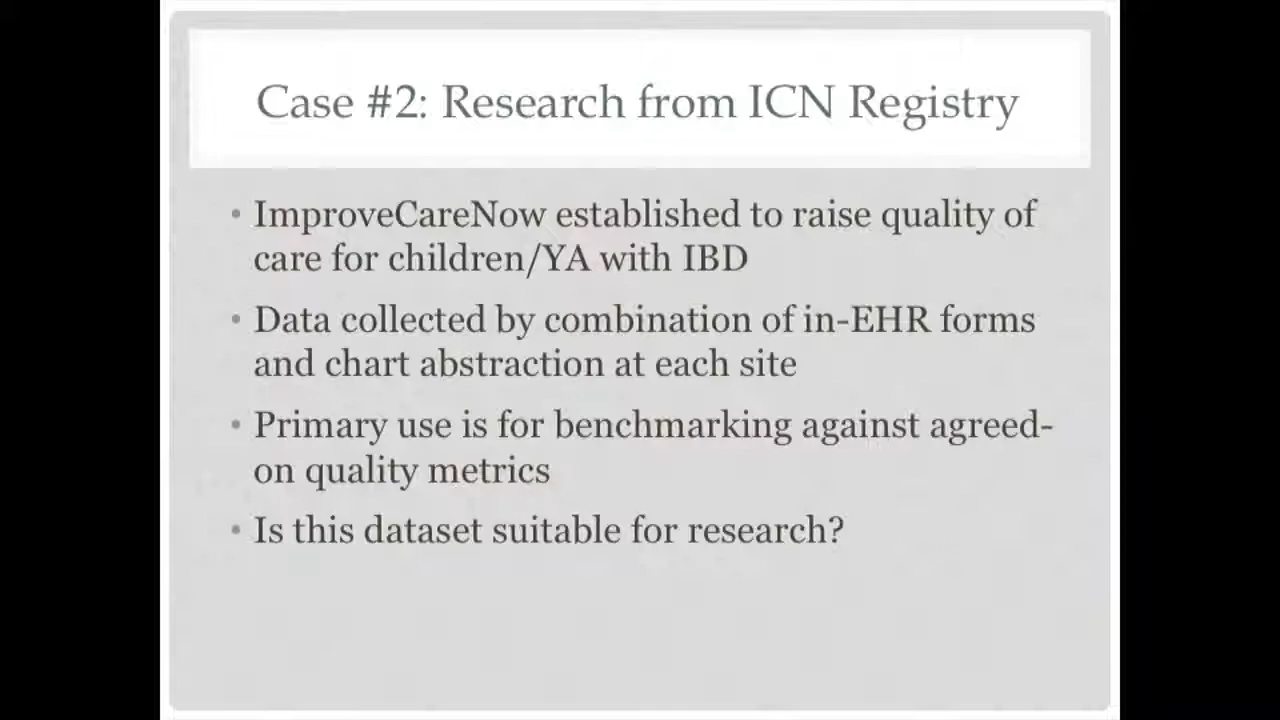 Case #2: Research from ICN Registry
• ImproveCareNow established to raise quality of
care for children/YA with IBD
• Data collected by combination of in-EHR forms
and chart abstraction at each site
• Primary use is for benchmarking against agreed-
on quality metrics
• Is this dataset suitable for research?